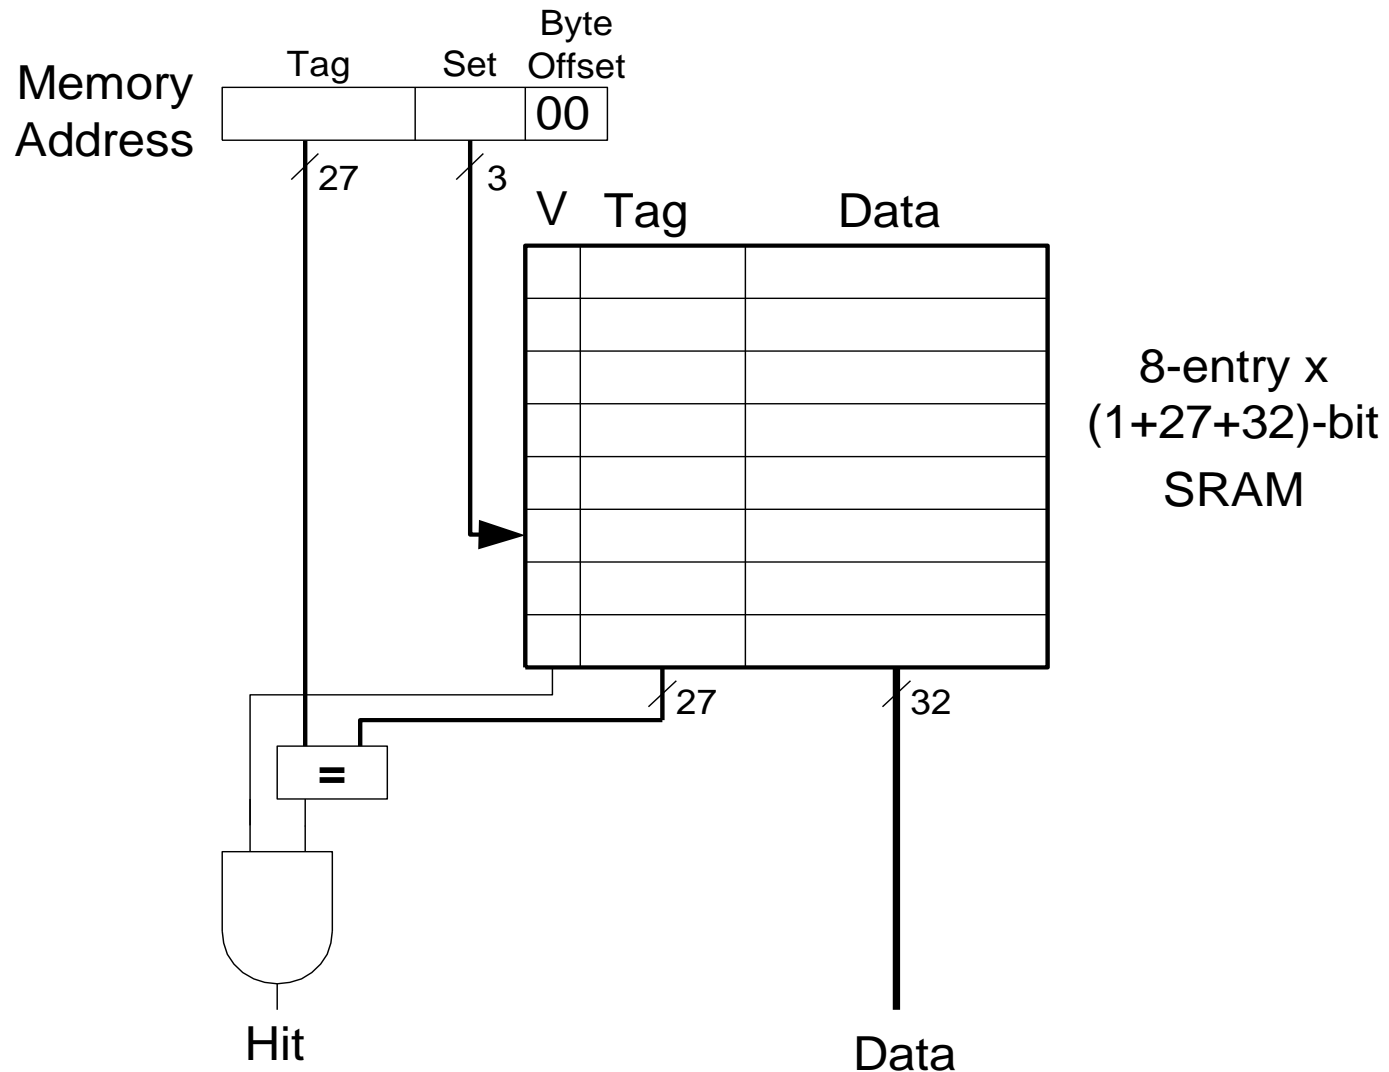 Byte
Tag Set Offset
Memory
Address
00
27 3
V Tag Data
8-entry x
(1+27+32)-bit
SRAM
27 32
=
Hit
Data